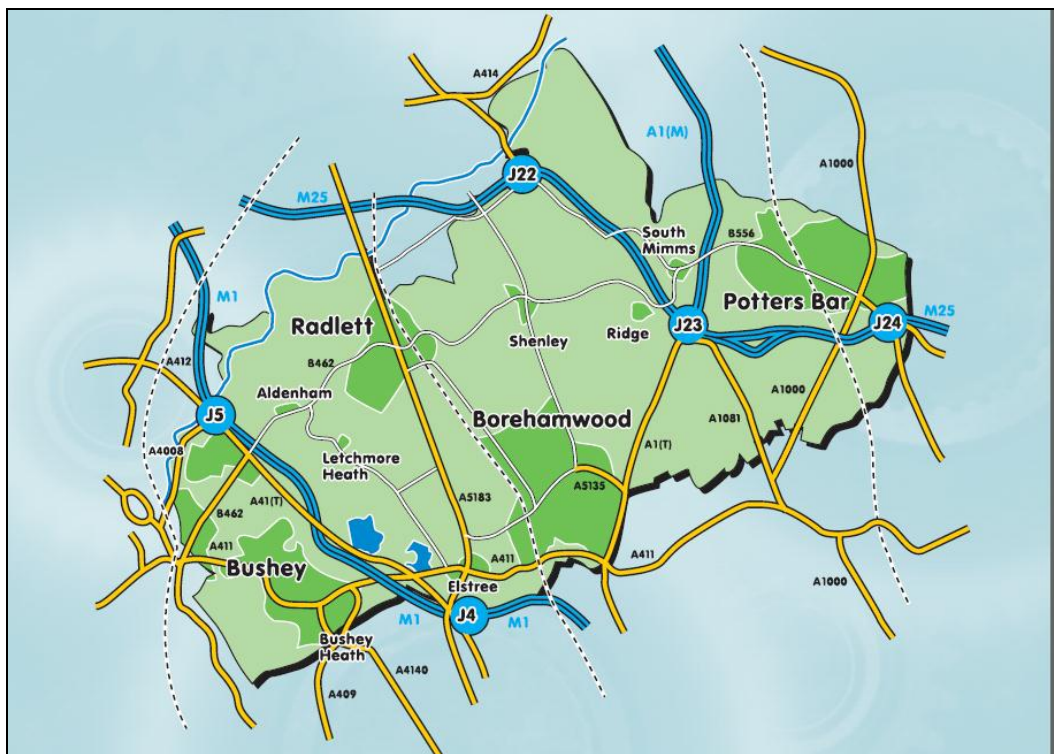 A414
A1(M)
A1000
J22
M25
South
Mimms
B556
M1
Potters Bar
Radlett
J24
M25
J23
Ridge
Shenley
A412
B462
Aldenham
A1000
J5
Borehamwood
A1081
A1(T)
A4008
Letchmore
Heath
A5183
A5135
A41(T)
B462
A411
A411
A411
Bushey
Elstree
A1000
J4
M1
M1
Bushey
Heath
A4140
A409